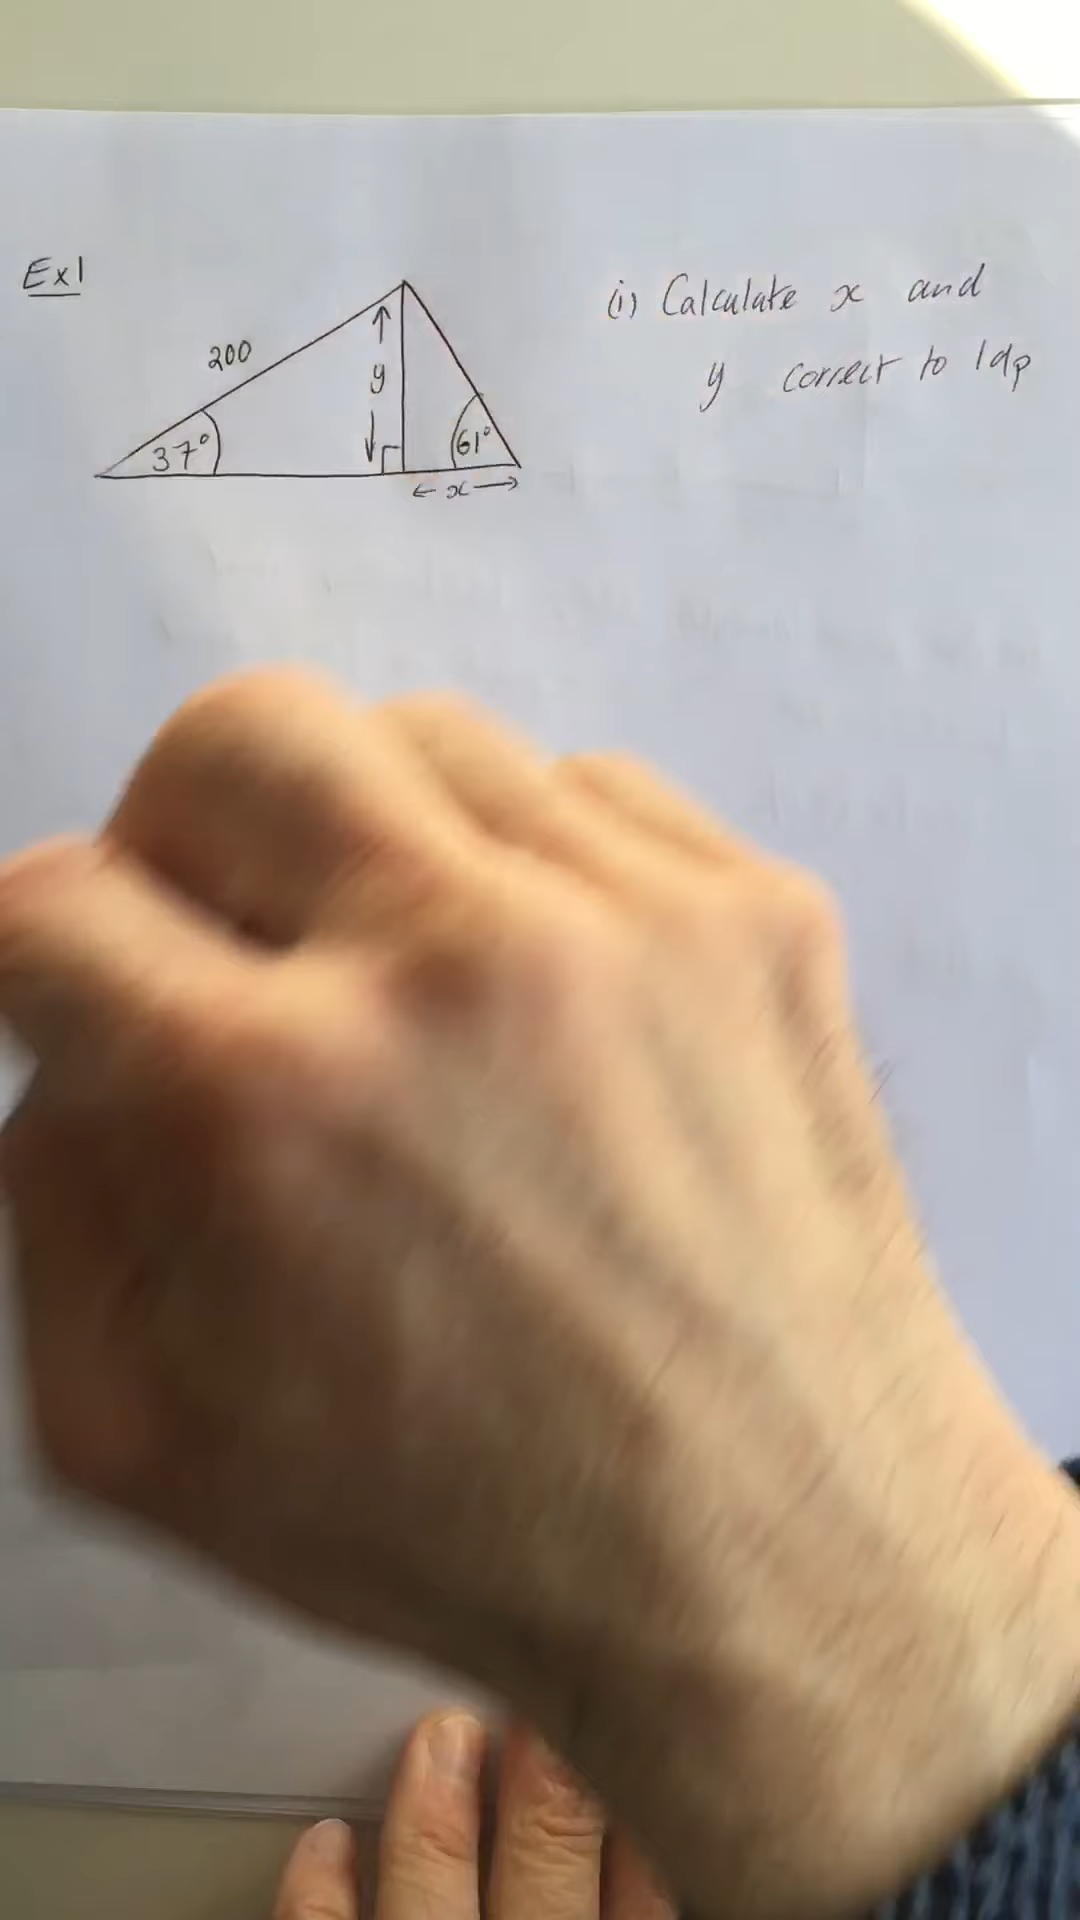 Ex1
200
37°
y
61°
x
(i) Calculate x and
y correct to 1dp